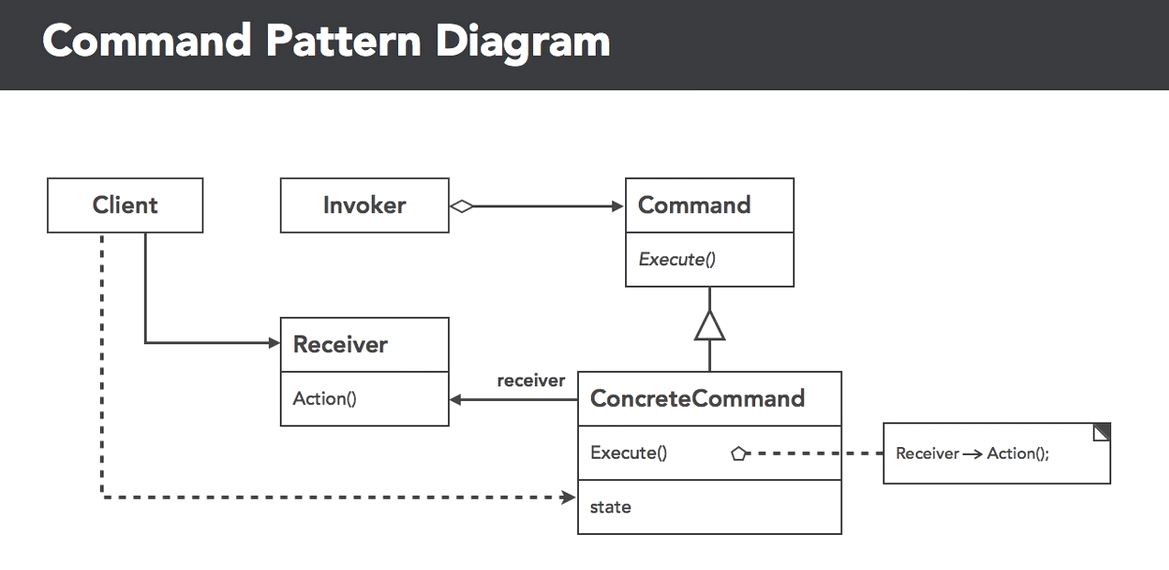 Command Pattern Diagram
Client
Invoker
Command
Execute()
Receiver
Action()
receiver
ConcreteCommand
Execute()
Receiver → Action();
state